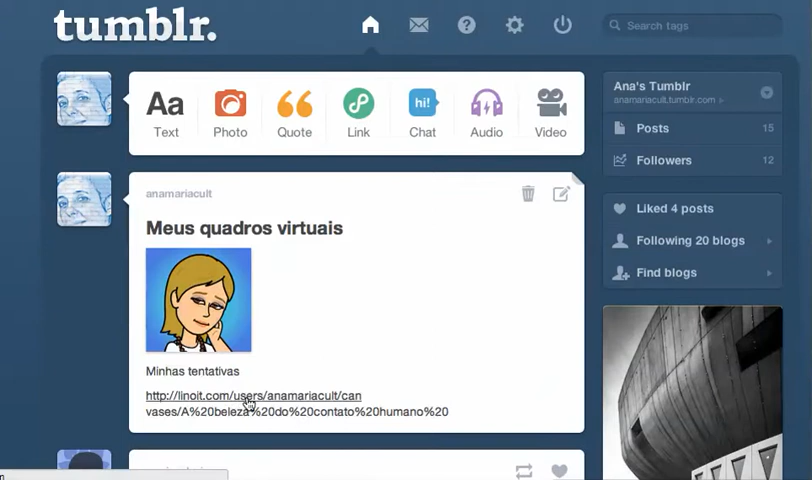 tumblr.
Search tags
Aa
hi!
Text
Photo
Quote
Link
Chat
Audio
Video
Ana's Tumblr
anamariacult.tumblr.com >
Posts 15
Followers 12
anamariacult
Meus quadros virtuais
Liked 4 posts
Following 20 blogs
Find blogs
Minhas tentativas
http://linoit.com/users/anamariacult/can
vases/A%20beleza%20do%20contato%20humano%20